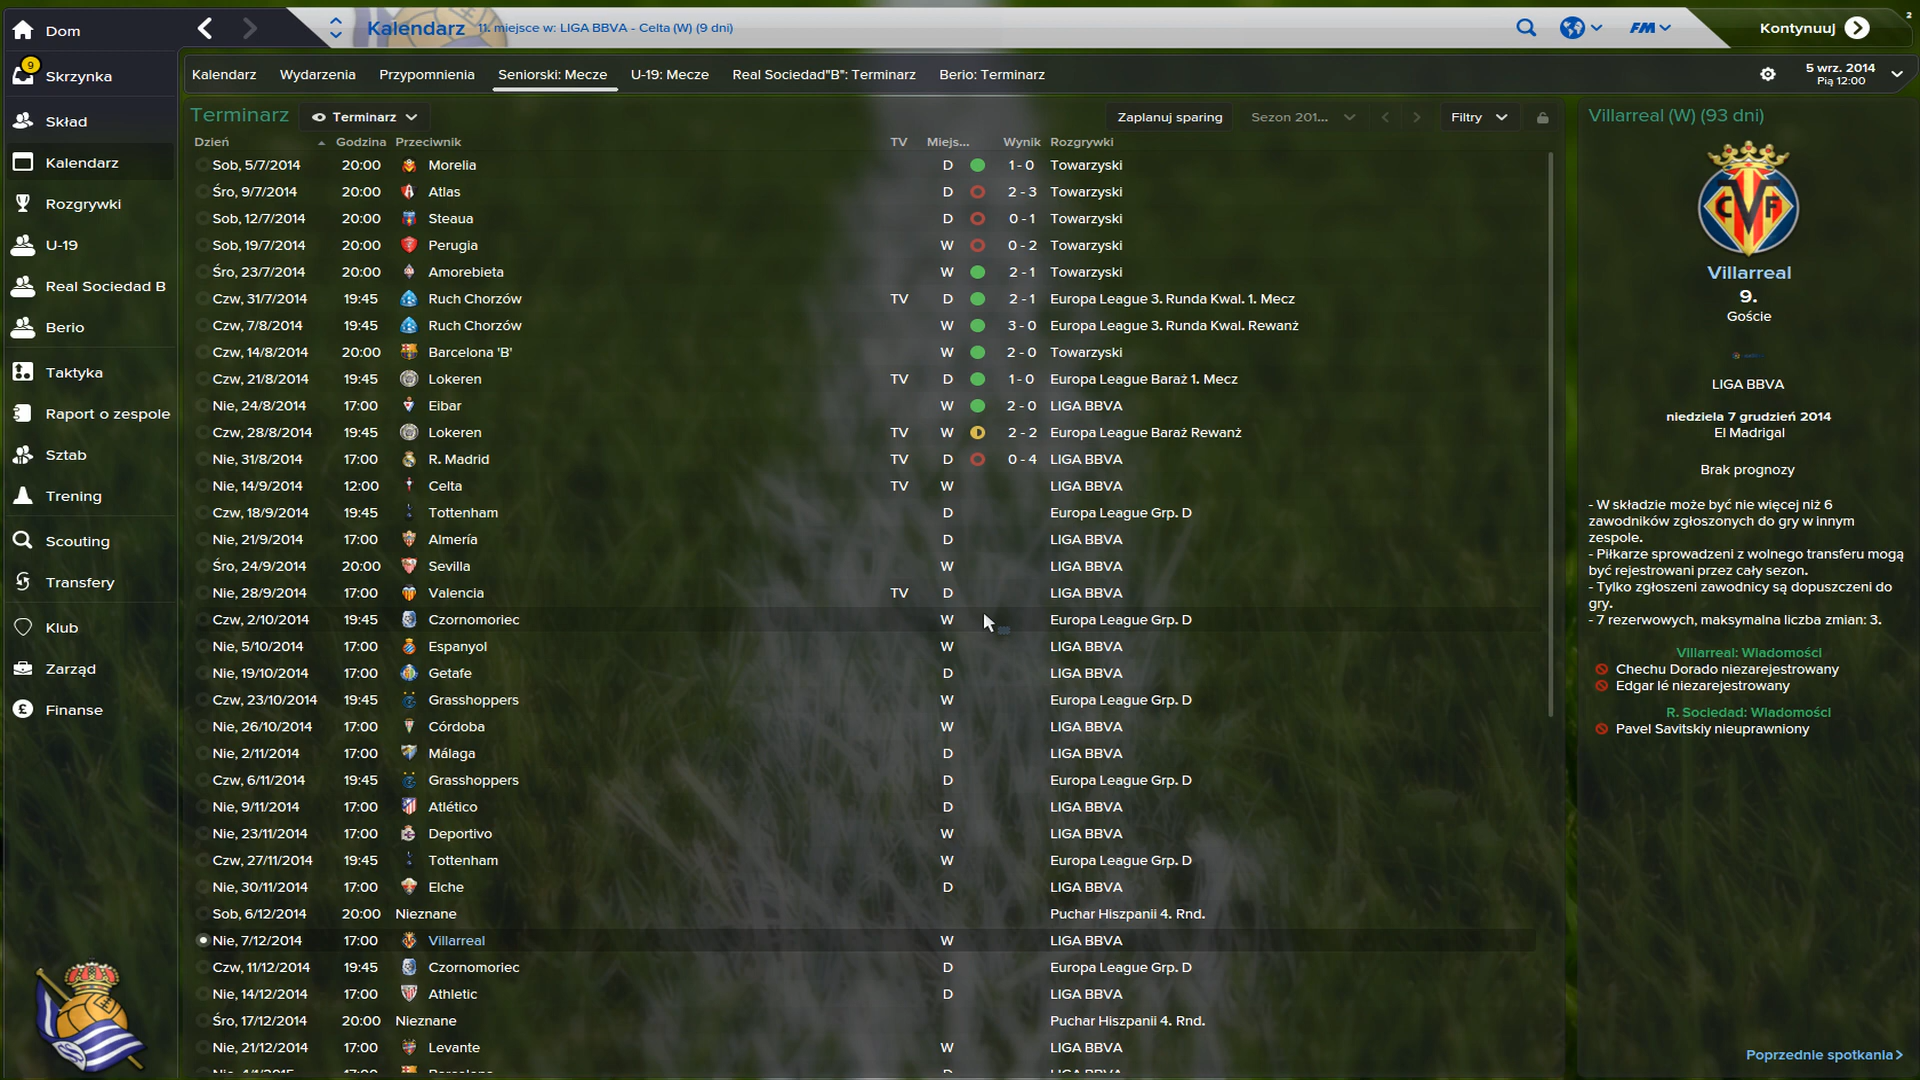 Dom
Kalendarz
11. miejsce w: LIGA BBVA - Celta (W) (9 dni)
FM
Kontynuuj
2
9
Skrzynka
Skład
Kalendarz
Rozgrywki
U-19
Real Sociedad B
Berio
Taktyka
Raport o zespole
Sztab
Trening
Scouting
Transfery
Klub
Zarząd
Finanse
Kalendarz Wydarzenia Przypomnienia Seniorski: Mecze U-19: Mecze Real Sociedad"B": Terminarz Berio: Terminarz
5 wrz. 2014
Pią 12:00
Terminarz
Terminarz
Zaplanuj sparing
Sezon 201...
Filtry
Dzień Godzina Przeciwnik TV Miejs... Wynik Rozgrywki
Sob, 5/7/2014 20:00 Morelia D 1 - 0 Towarzyski
Śro, 9/7/2014 20:00 Atlas D 2 - 3 Towarzyski
Sob, 12/7/2014 20:00 Steaua D 0 - 1 Towarzyski
Sob, 19/7/2014 20:00 Perugia W 0 - 2 Towarzyski
Śro, 23/7/2014 20:00 Amorebieta W 2 - 1 Towarzyski
Czw, 31/7/2014 19:45 Ruch Chorzów TV D 2 - 1 Europa League 3. Runda Kwal. 1. Mecz
Czw, 7/8/2014 19:45 Ruch Chorzów W 3 - 0 Europa League 3. Runda Kwal. Rewanż
Czw, 14/8/2014 20:00 Barcelona 'B' W 2 - 0 Towarzyski
Czw, 21/8/2014 19:45 Lokeren TV D 1 - 0 Europa League Baraż 1. Mecz
Nie, 24/8/2014 17:00 Eibar W 2 - 0 LIGA BBVA
Czw, 28/8/2014 19:45 Lokeren TV W 2 - 2 Europa League Baraż Rewanż
Nie, 31/8/2014 17:00 R. Madrid TV D 0 - 4 LIGA BBVA
Nie, 14/9/2014 12:00 Celta TV W LIGA BBVA
Czw, 18/9/2014 19:45 Tottenham D Europa League Grp. D
Nie, 21/9/2014 17:00 Almería D LIGA BBVA
Śro, 24/9/2014 20:00 Sevilla W LIGA BBVA
Nie, 28/9/2014 17:00 Valencia TV D LIGA BBVA
Czw, 2/10/2014 19:45 Czornomoriec W Europa League Grp. D
Nie, 5/10/2014 17:00 Espanyol W LIGA BBVA
Nie, 19/10/2014 17:00 Getafe D LIGA BBVA
Czw, 23/10/2014 19:45 Grasshoppers W Europa League Grp. D
Nie, 26/10/2014 17:00 Córdoba W LIGA BBVA
Nie, 2/11/2014 17:00 Málaga D LIGA BBVA
Czw, 6/11/2014 19:45 Grasshoppers D Europa League Grp. D
Nie, 9/11/2014 17:00 Atlético D LIGA BBVA
Nie, 23/11/2014 17:00 Deportivo W LIGA BBVA
Czw, 27/11/2014 19:45 Tottenham W Europa League Grp. D
Nie, 30/11/2014 17:00 Elche D LIGA BBVA
Sob, 6/12/2014 20:00 Nieznane Puchar Hiszpanii 4. Rnd.
Nie, 7/12/2014 17:00 Villarreal W LIGA BBVA
Czw, 11/12/2014 19:45 Czornomoriec D Europa League Grp. D
Nie, 14/12/2014 17:00 Athletic D LIGA BBVA
Śro, 17/12/2014 20:00 Nieznane Puchar Hiszpanii 4. Rnd.
Nie, 21/12/2014 17:00 Levante W LIGA BBVA
Villarreal (W) (93 dni)
CVF
Villarreal
9.
Goście
LIGA BBVA
niedziela 7 grudzień 2014
El Madrigal
Brak prognozy
- W składzie może być nie więcej niż 6
zawodników zgłoszonych do gry w innym
zespole.
- Piłkarze sprowadzeni z wolnego transferu mogą
być rejestrowani przez cały sezon.
- Tylko zgłoszeni zawodnicy są dopuszczeni do
gry.
- 7 rezerwowych, maksymalna liczba zmian: 3.
Villarreal: Wiadomości
Chechu Dorado niezarejestrowany
Edgar Ié niezarejestrowany
R. Sociedad: Wiadomości
Pavel Savitskiy nieuprawniony
Poprzednie spotkania >